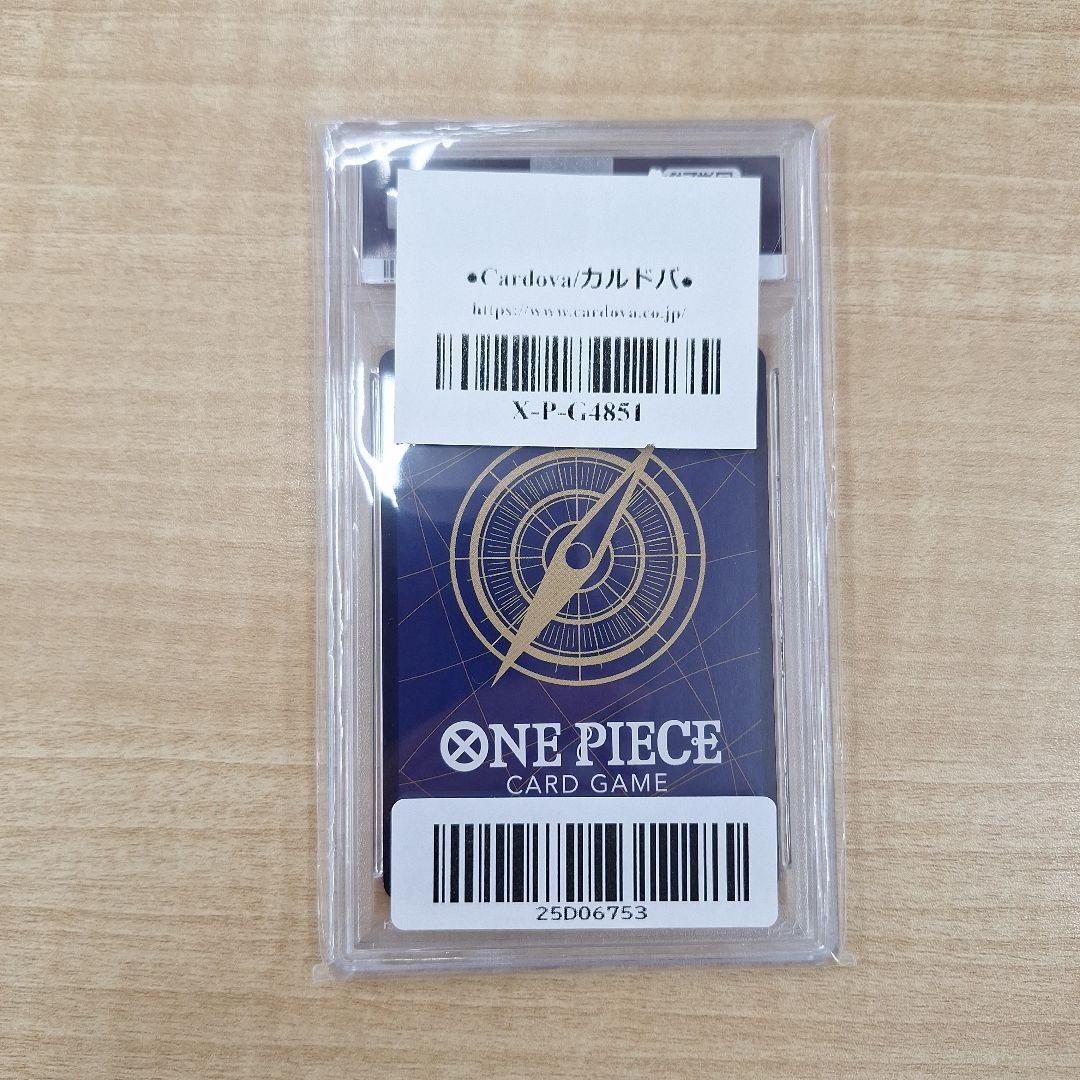 ●Cardova/カルドバ●
https://www.cardova.co.jp/
X-P-G4851
ONE PIECE
CARD GAME
25D06753